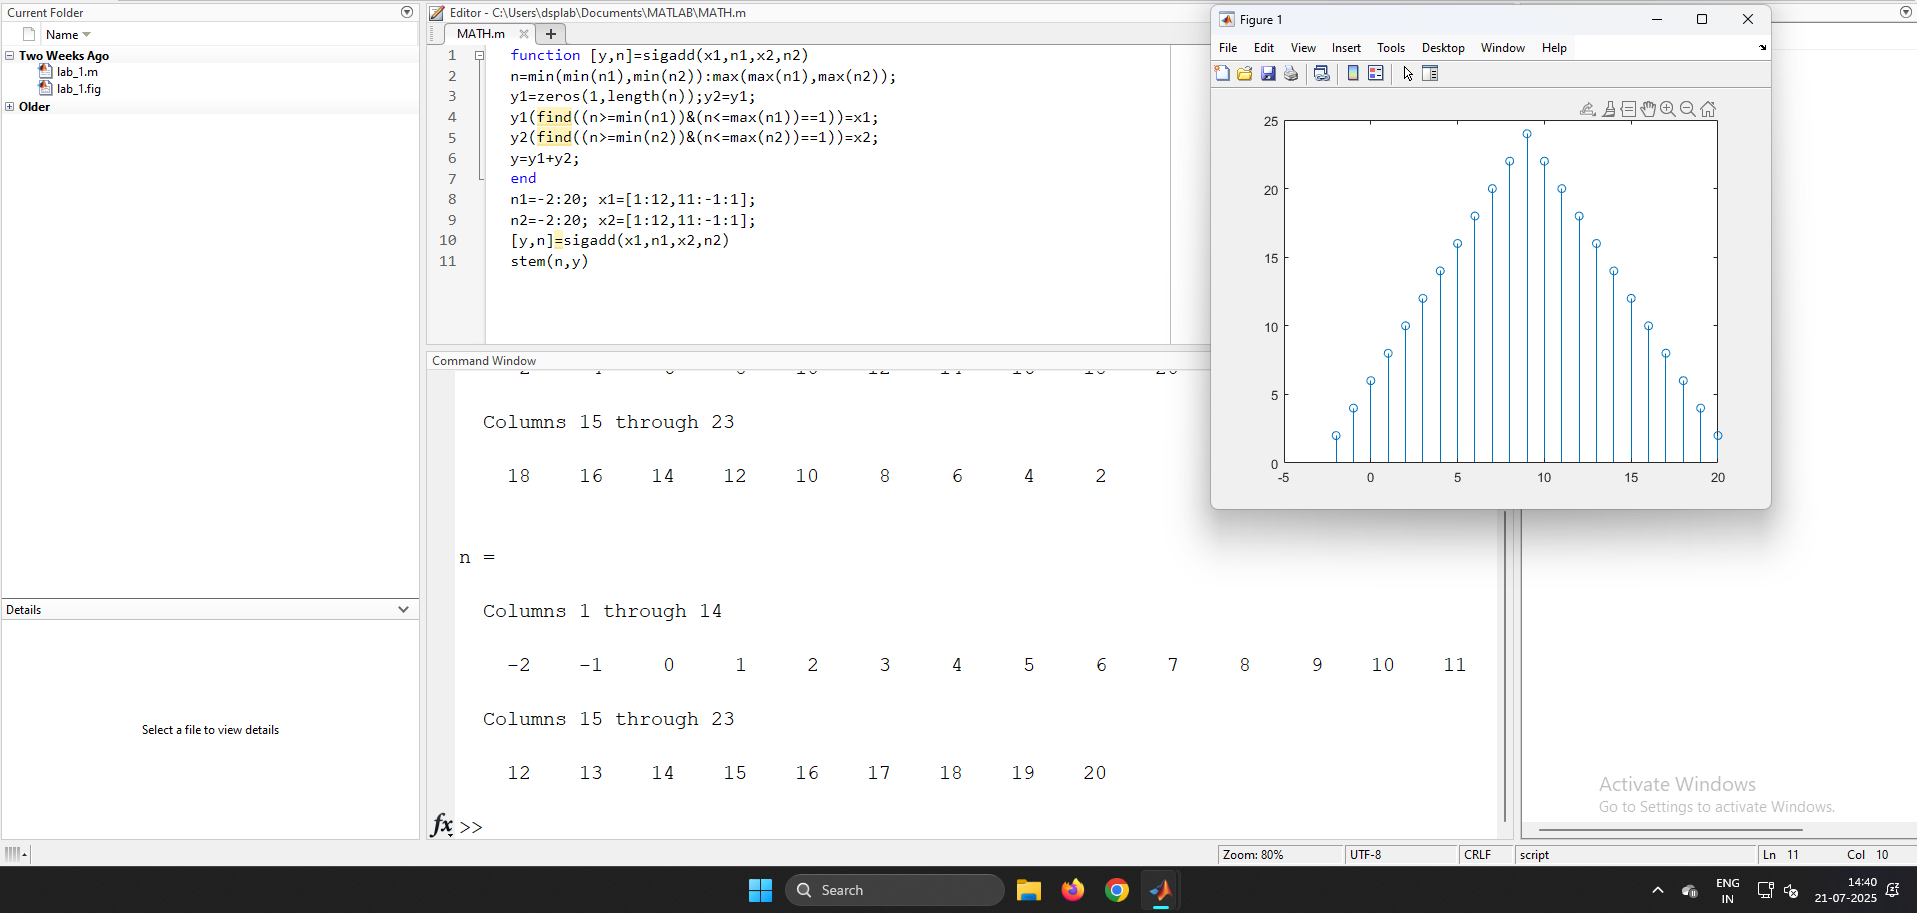 Current Folder
Name
Two Weeks Ago
lab_1.m
lab_1.fig
Older
Details
Select a file to view details
Editor - C:\Users\dsplab\Documents\MATLAB\MATH.m
MATH.m
1 function [y,n]=sigadd(x1,n1,x2,n2)
2 n=min(min(n1),min(n2)):max(max(n1),max(n2));
3 y1=zeros(1,length(n));y2=y1;
4 y1(find((n>=min(n1))&(n<=max(n1))==1))=x1;
5 y2(find((n>=min(n2))&(n<=max(n2))==1))=x2;
6 y=y1+y2;
7 end
8 n1=-2:20; x1=[1:12,11:-1:1];
9 n2=-2:20; x2=[1:12,11:-1:1];
10 [y,n]=sigadd(x1,n1,x2,n2)
11 stem(n,y)
Command Window
Columns 15 through 23
18 16 14 12 10 8 6 4 2
n =
Columns 1 through 14
-2 -1 0 1 2 3 4 5 6 7 8 9 10 11
Columns 15 through 23
12 13 14 15 16 17 18 19 20
fx >>
Figure 1
File Edit View Insert Tools Desktop Window Help
25
20
15
10
5
0
-5 0 5 10 15 20
Activate Windows
Go to Settings to activate Windows.
Zoom: 80% UTF-8 CRLF script Ln 11 Col 10
Search
ENG
IN
14:40
21-07-2025